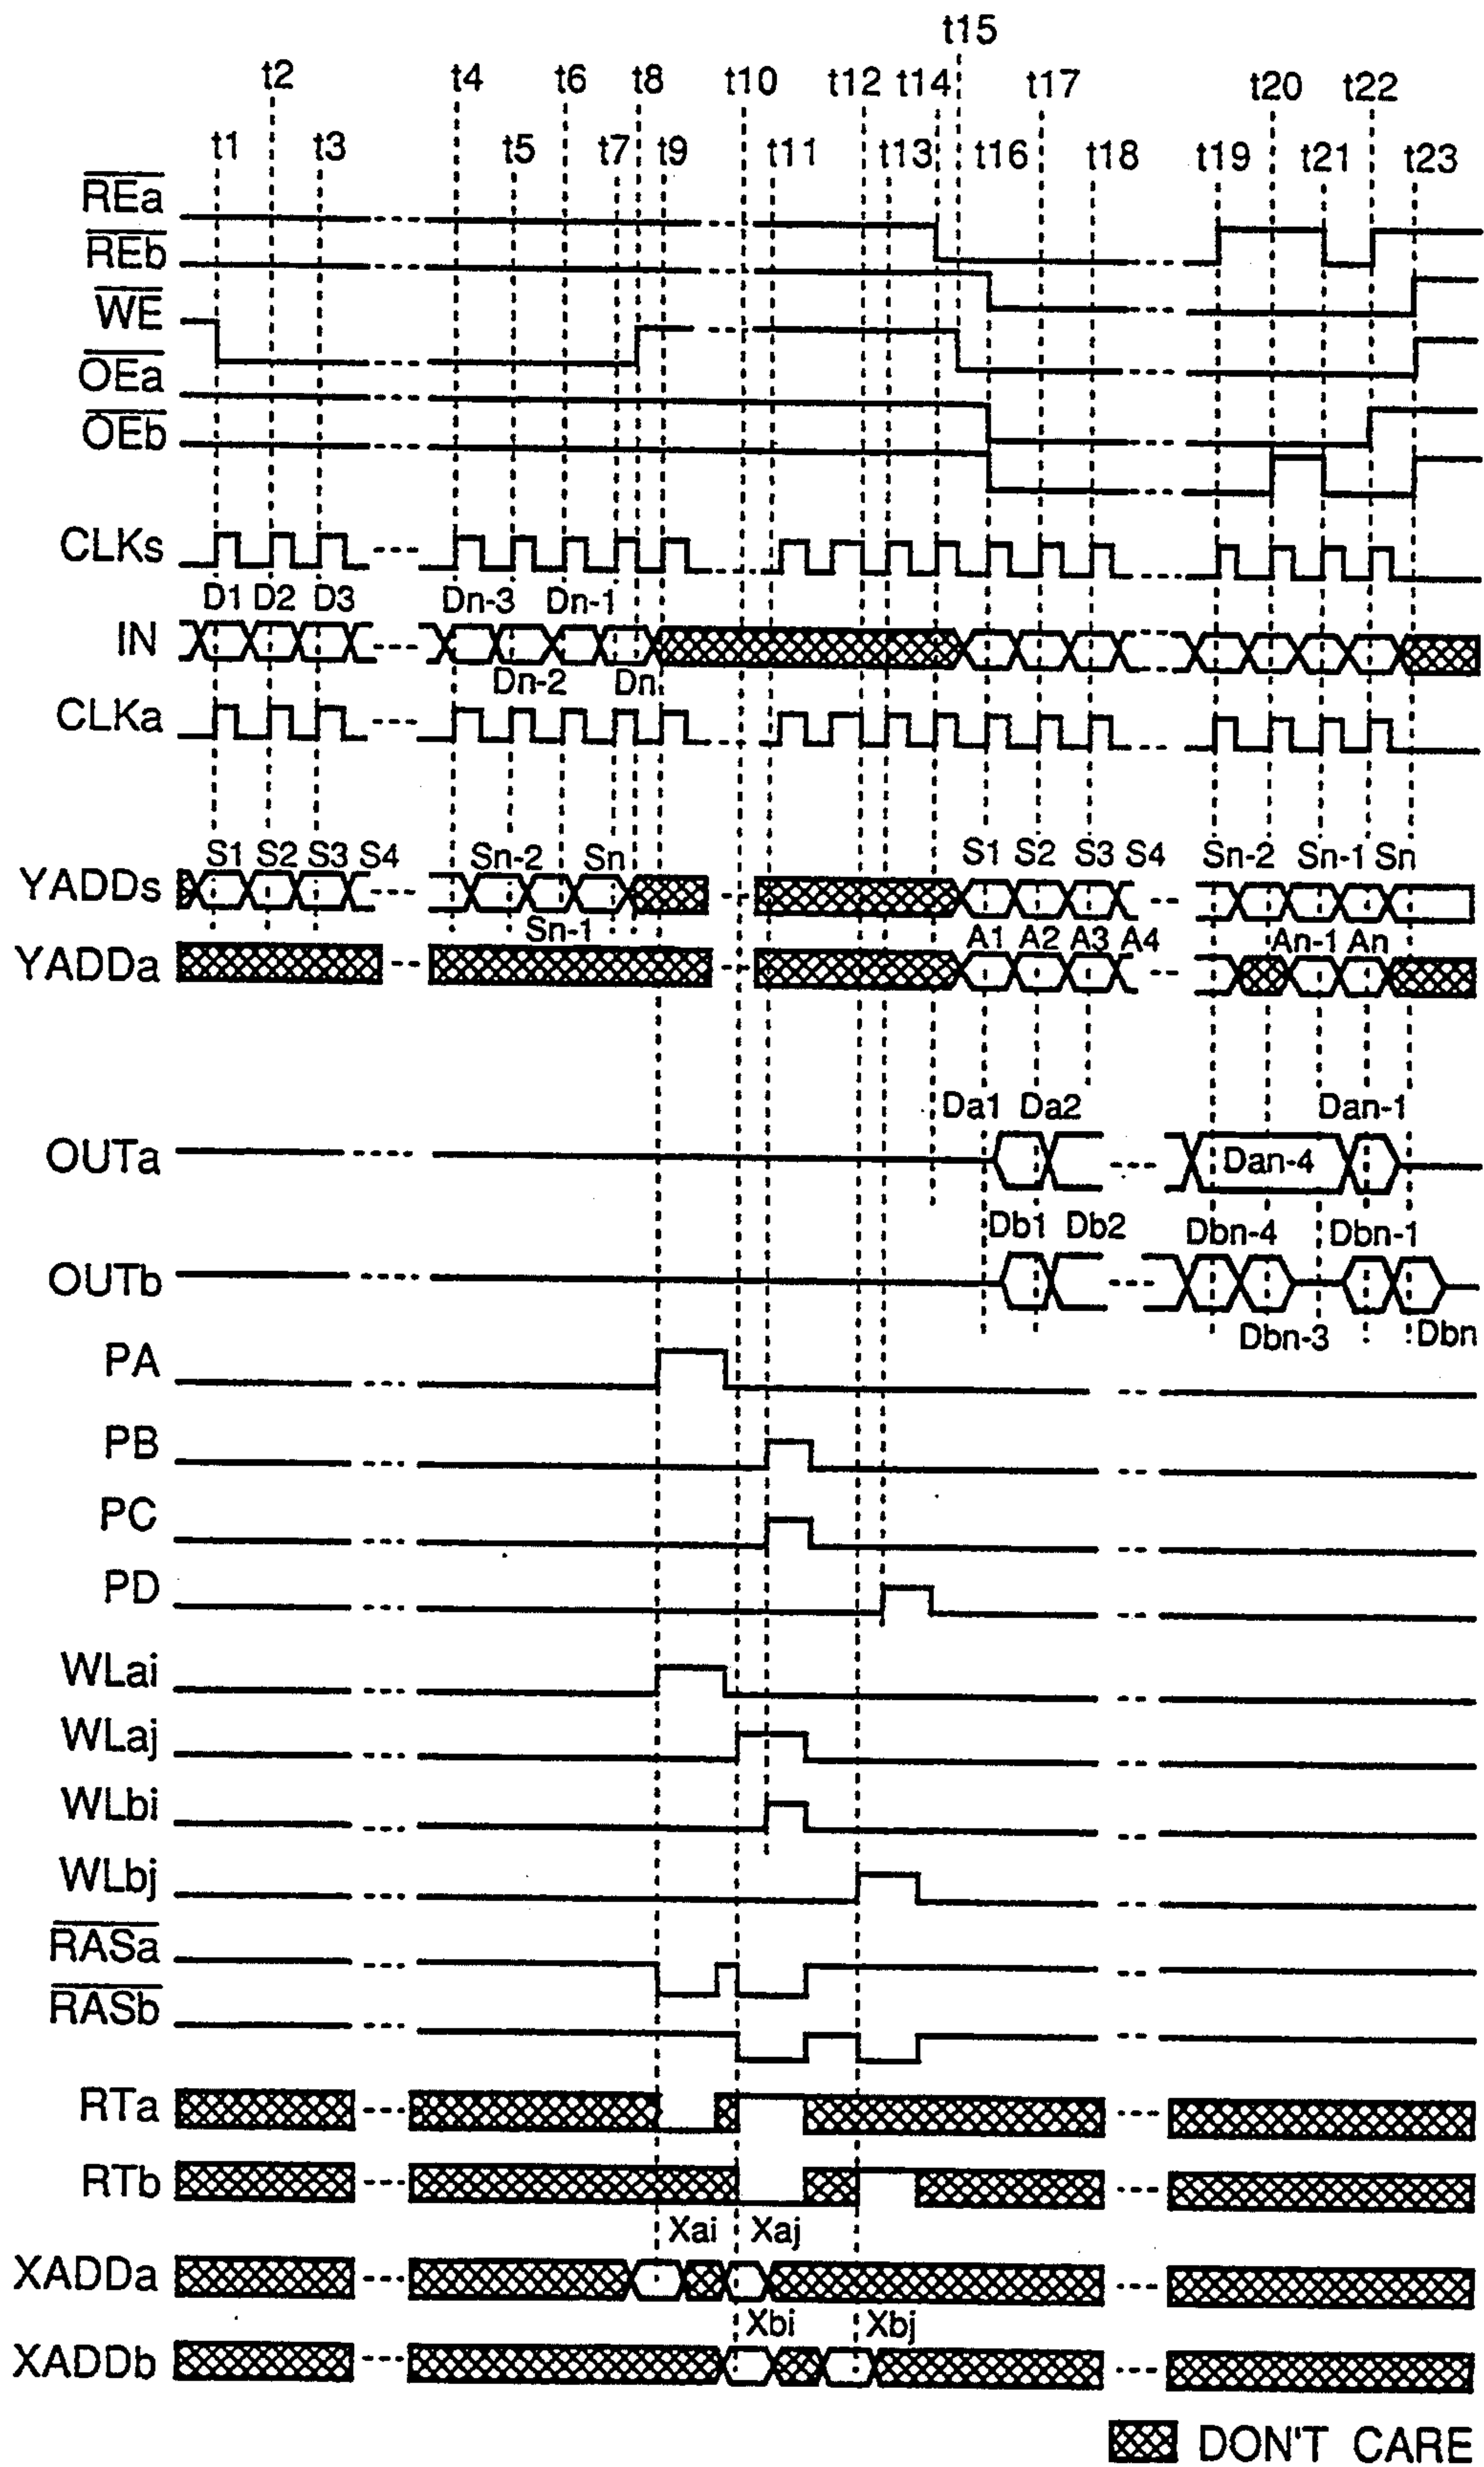 t15
t2 t4 t6 t8 t10 t12 t14 t17 t20 t22
t1 t3 t5 t7 t9 t11 t13 t16 t18 t19 t21 t23
REa
REb
WE
OEa
OEb
CLKs
D1 D2 D3 Dn-3 Dn-1
IN
Dn-2 Dn
CLKa
S1 S2 S3 S4 Sn-2 Sn S1 S2 S3 S4 Sn-2 Sn-1 Sn
YADDs
Sn-1
A1 A2 A3 A4 An-1 An
YADDa
Da1 Da2 Dan-1
OUTa
Dan-4
Db1 Db2 Dbn-4 Dbn-1
OUTb
Dbn-3 Dbn
PA
PB
PC
PD
WLai
WLaj
WLbi
WLbj
RASa
RASb
RTa
RTb
Xai Xaj
XADDa
Xbi Xbj
XADDb
DON'T CARE